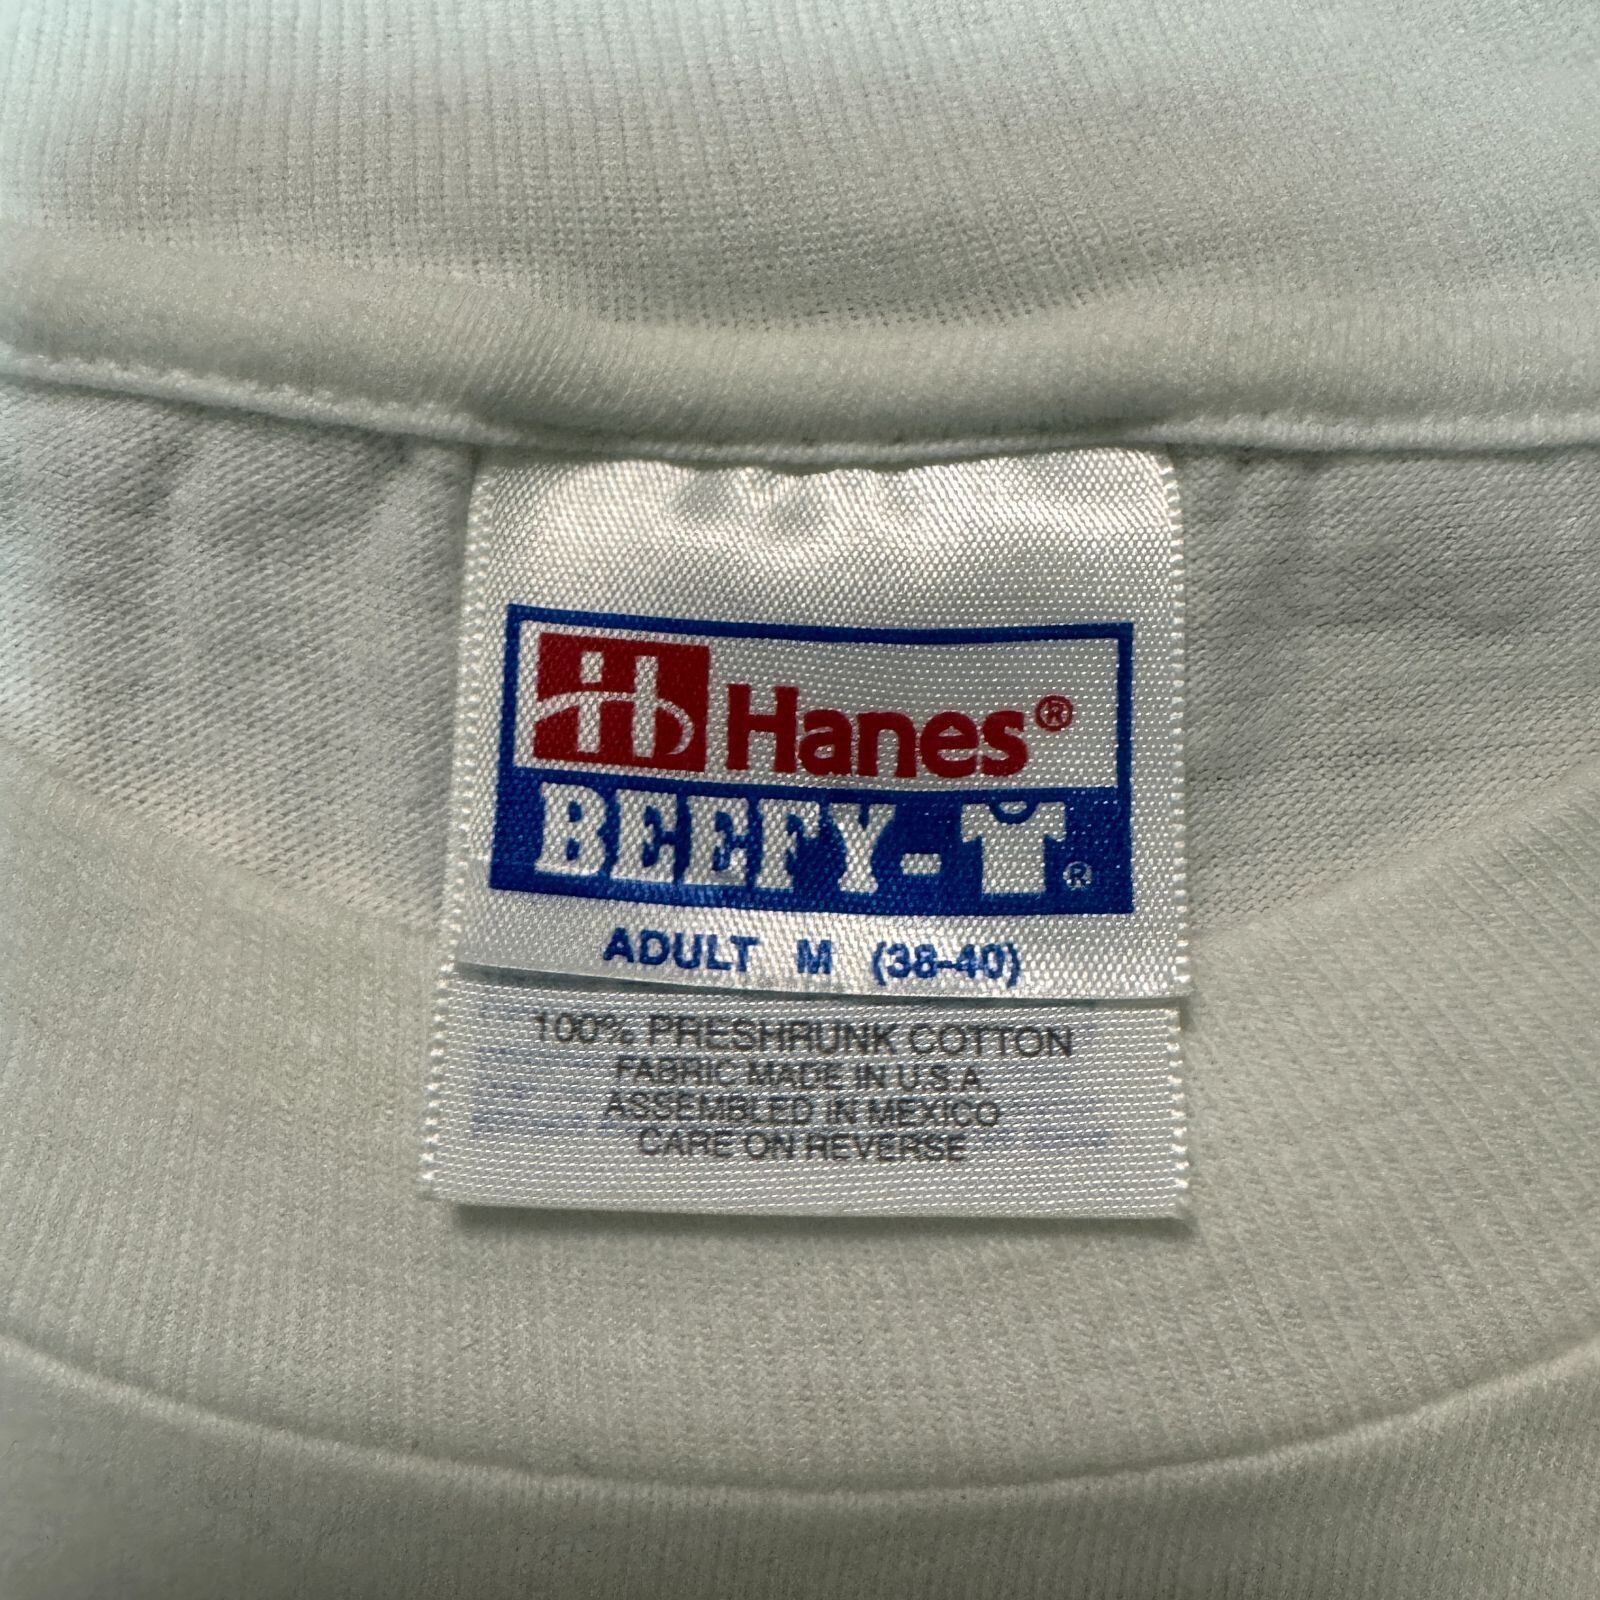 Hanes®
BEEFY-T®
ADULT M (38-40)
100% PRESHRUNK COTTON
FABRIC MADE IN U.S.A
ASSEMBLED IN MEXICO
CARE ON REVERSE